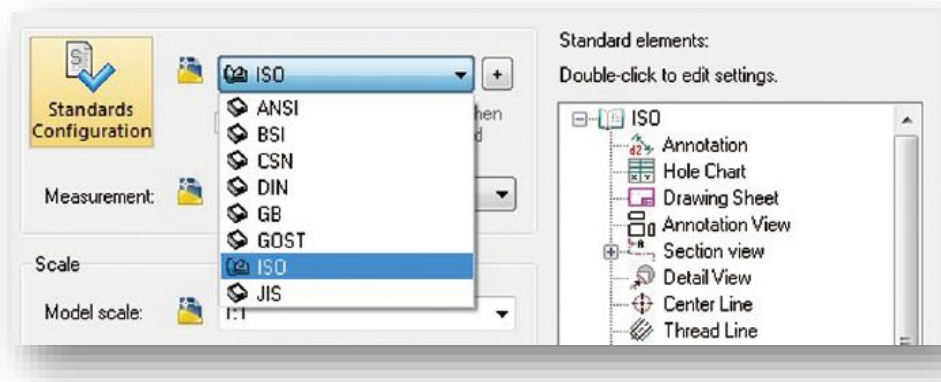 Standards
Configuration
ISO
+
ANSI
BSI
CSN
DIN
GB
GOST
ISO
JIS
hen
Measurement:
Scale
Model scale:
1:1
Standard elements:
Double-click to edit settings.
ISO
Annotation
Hole Chart
Drawing Sheet
Annotation View
Section view
Detail View
Center Line
Thread Line